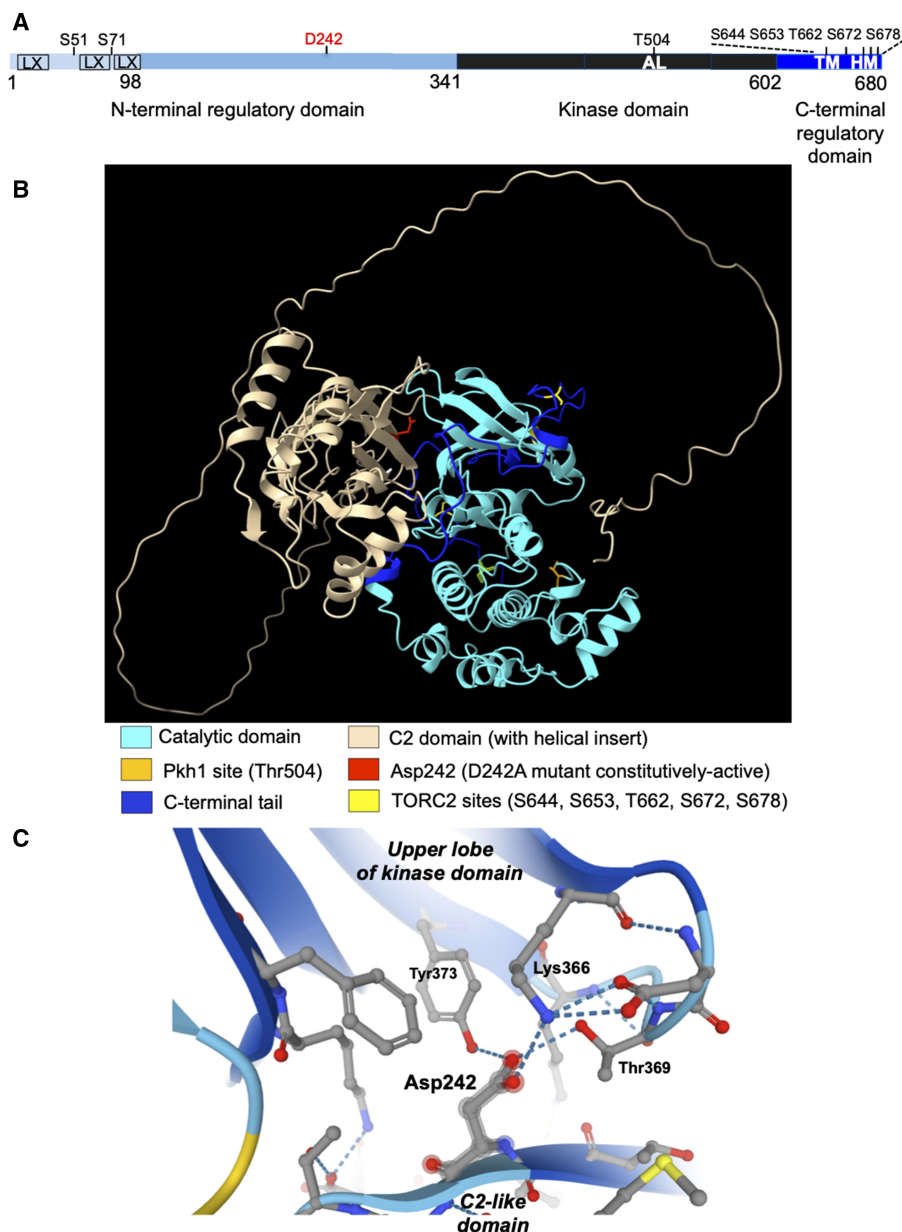 A
S51 S71 D242 T504 S644 S653 T662 S672 S678
LX LX LX AL TM HM
1 98 341 602 680
N-terminal regulatory domain Kinase domain C-terminal
regulatory
domain
B
Catalytic domain C2 domain (with helical insert)
Pkh1 site (Thr504) Asp242 (D242A mutant constitutively-active)
C-terminal tail TORC2 sites (S644, S653, T662, S672, S678)
C
Upper lobe
of kinase domain
Tyr373 Lys366
Thr369
Asp242
C2-like
domain